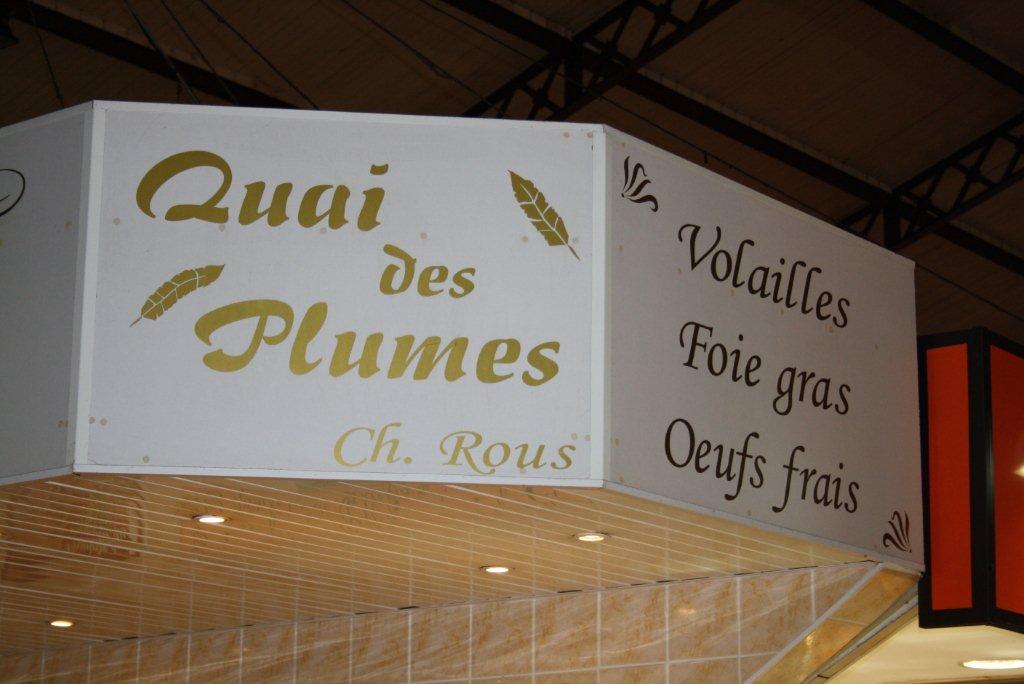 Quai
des
Plumes
Ch. Rous
Volailles
Foie gras
Oeufs frais